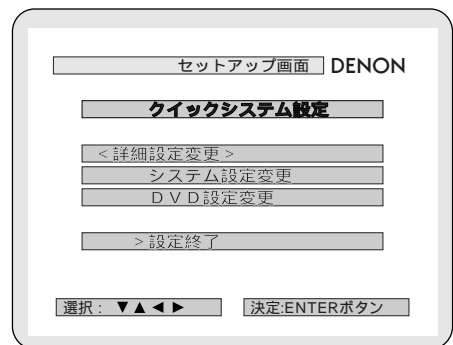 セットアップ画面 DENON
クイックシステム設定
<詳細設定変更>
システム設定変更
ＤＶＤ設定変更
>設定終了
選択： ▼▲◀▶ 決定:ENTERボタン